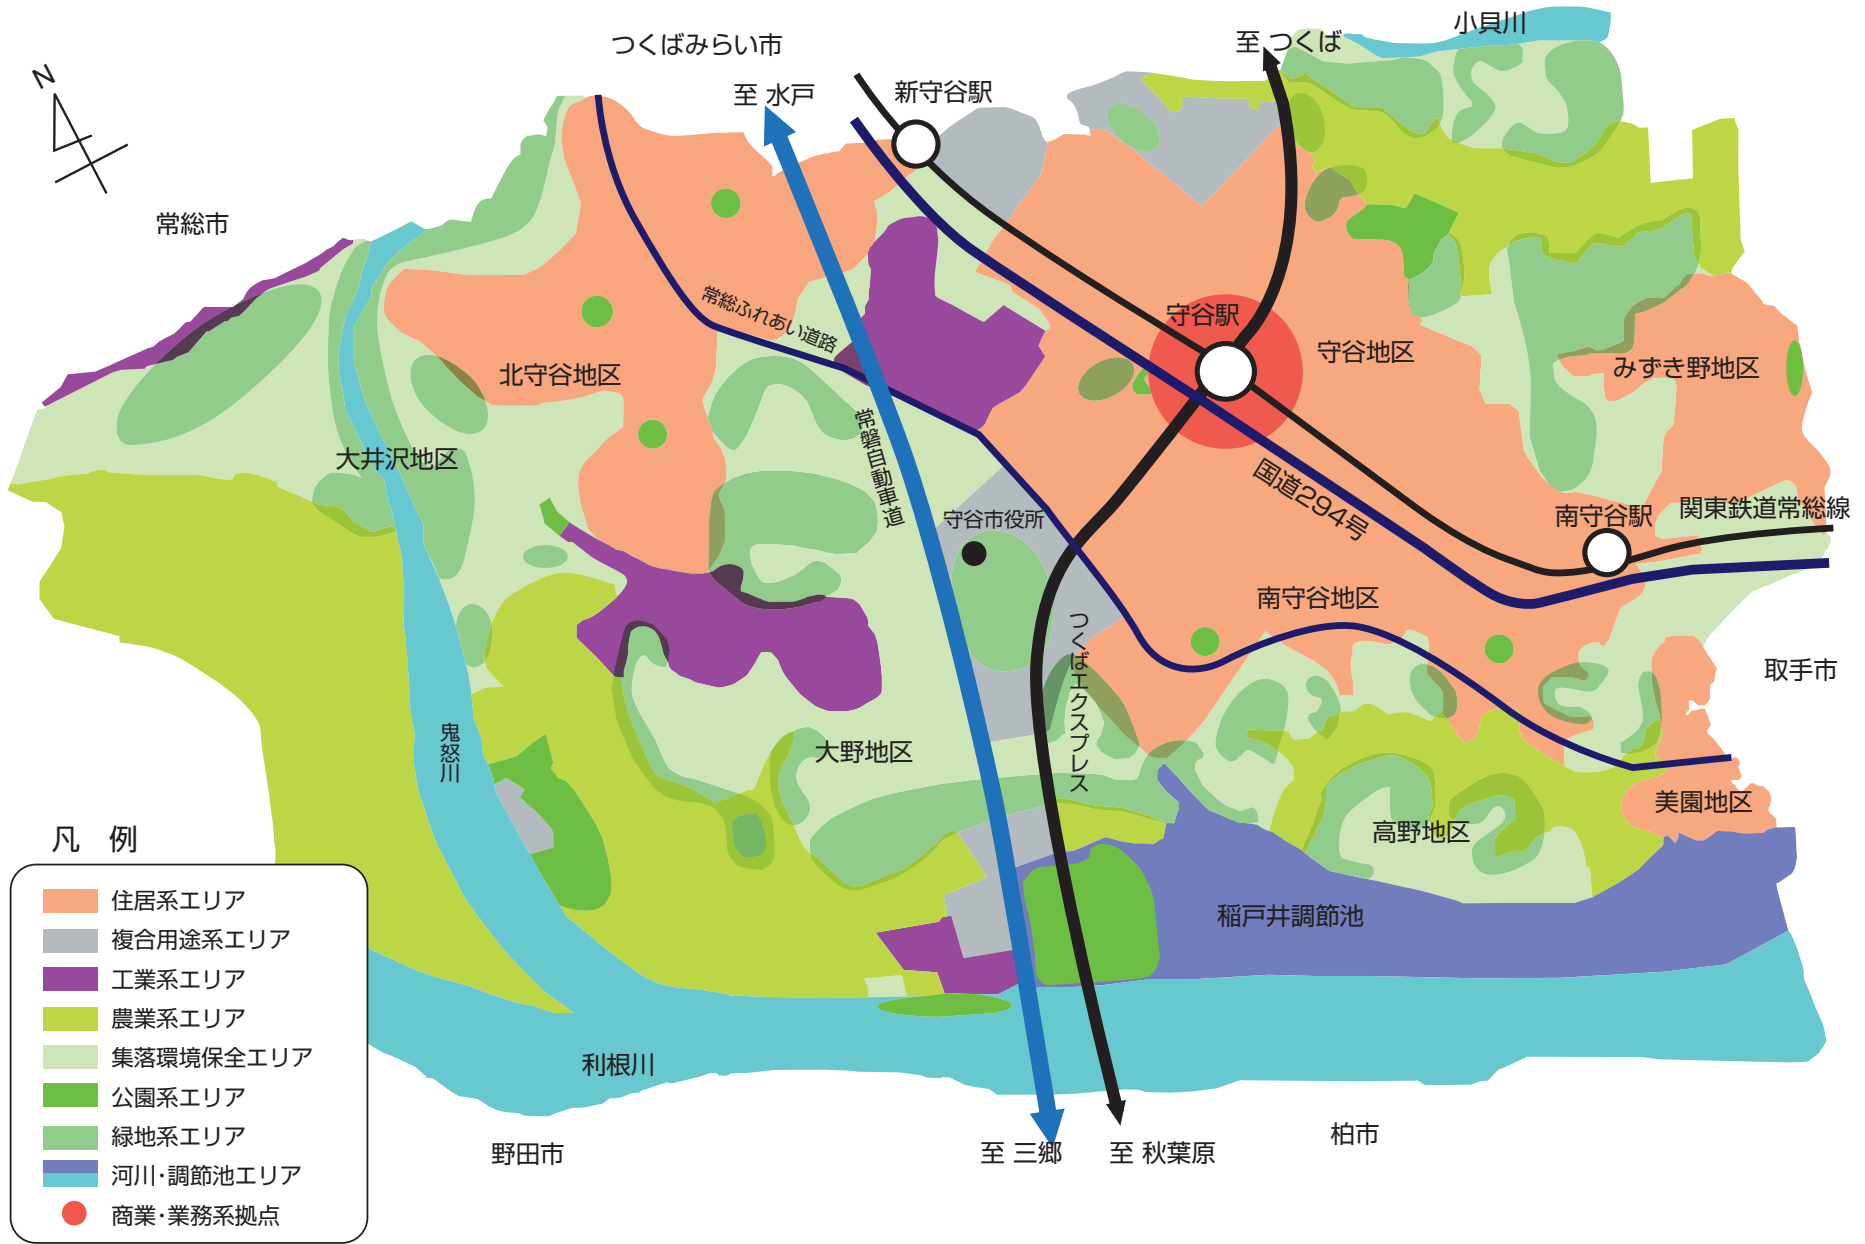 小貝川
至 つくば
つくばみらい市
至 水戸
新守谷駅
N
常総市
常総ふれあい道路
守谷駅
守谷地区
みずき野地区
北守谷地区
常磐自動車道
大井沢地区
国道294号
守谷市役所
南守谷駅
関東鉄道常総線
南守谷地区
つくばエクスプレス
取手市
鬼怒川
大野地区
美園地区
高野地区
稲戸井調節池
利根川
野田市
至 三郷
至 秋葉原
柏市
凡 例
住居系エリア
複合用途系エリア
工業系エリア
農業系エリア
集落環境保全エリア
公園系エリア
緑地系エリア
河川・調節池エリア
商業・業務系拠点